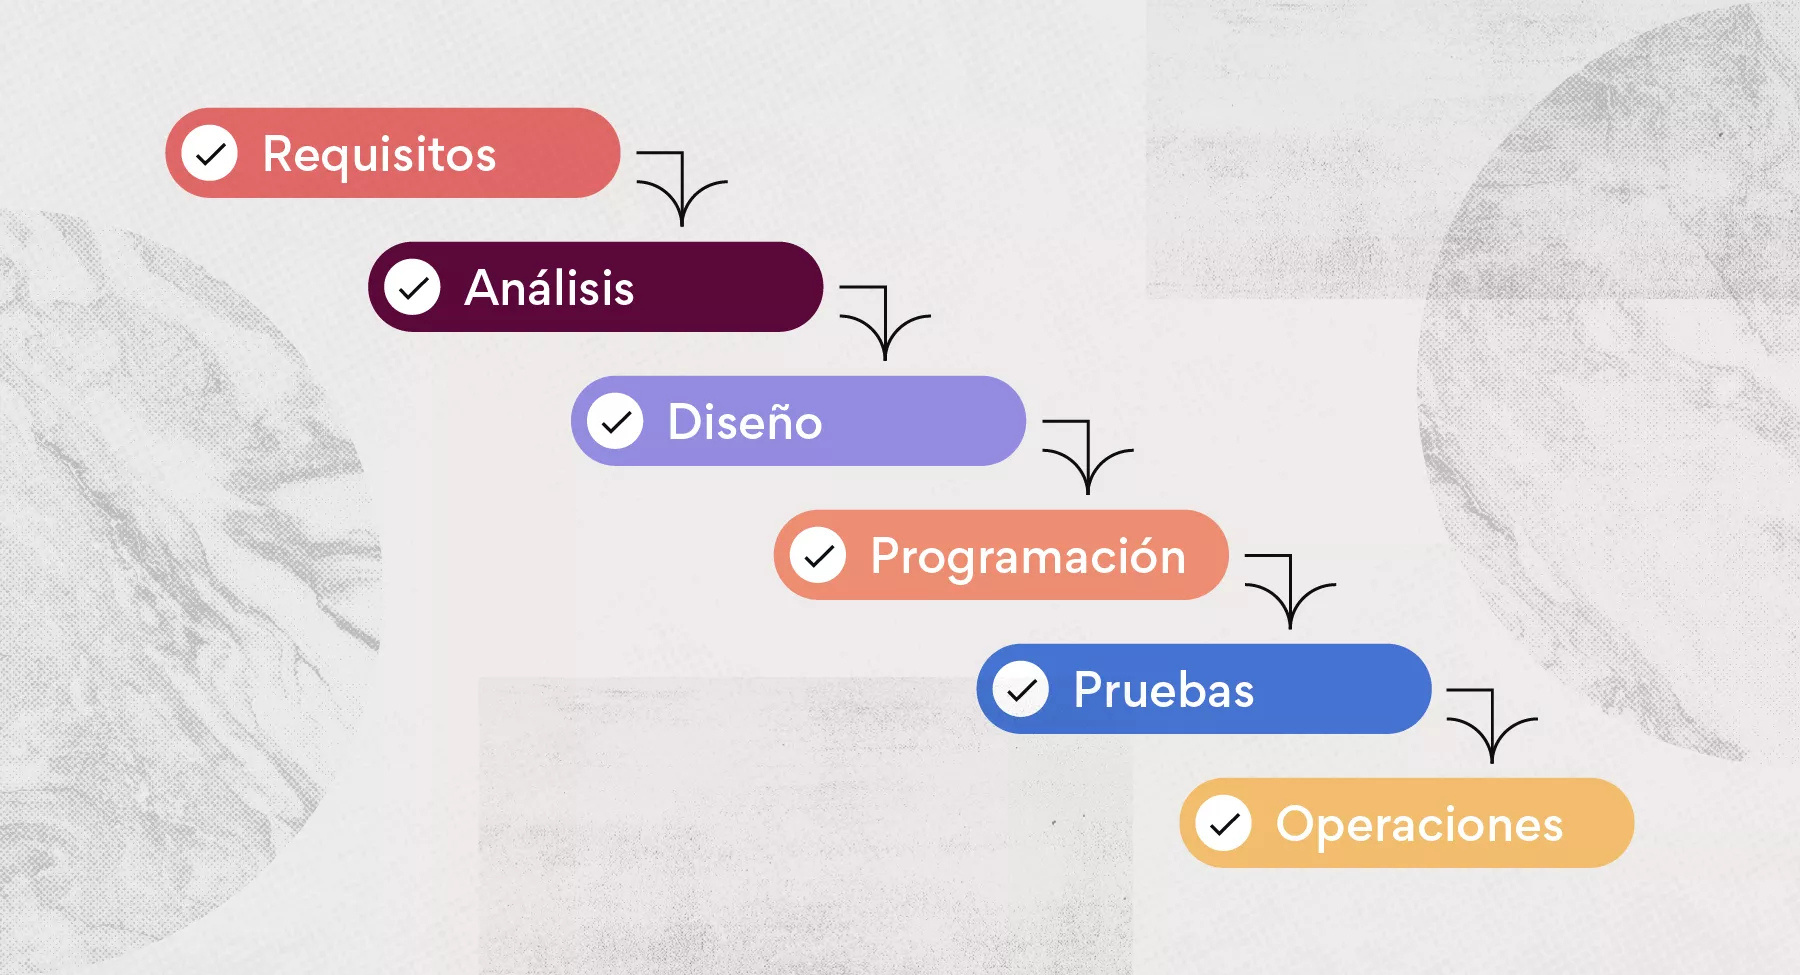 Requisitos
Análisis
Diseño
Programación
Pruebas
Operaciones